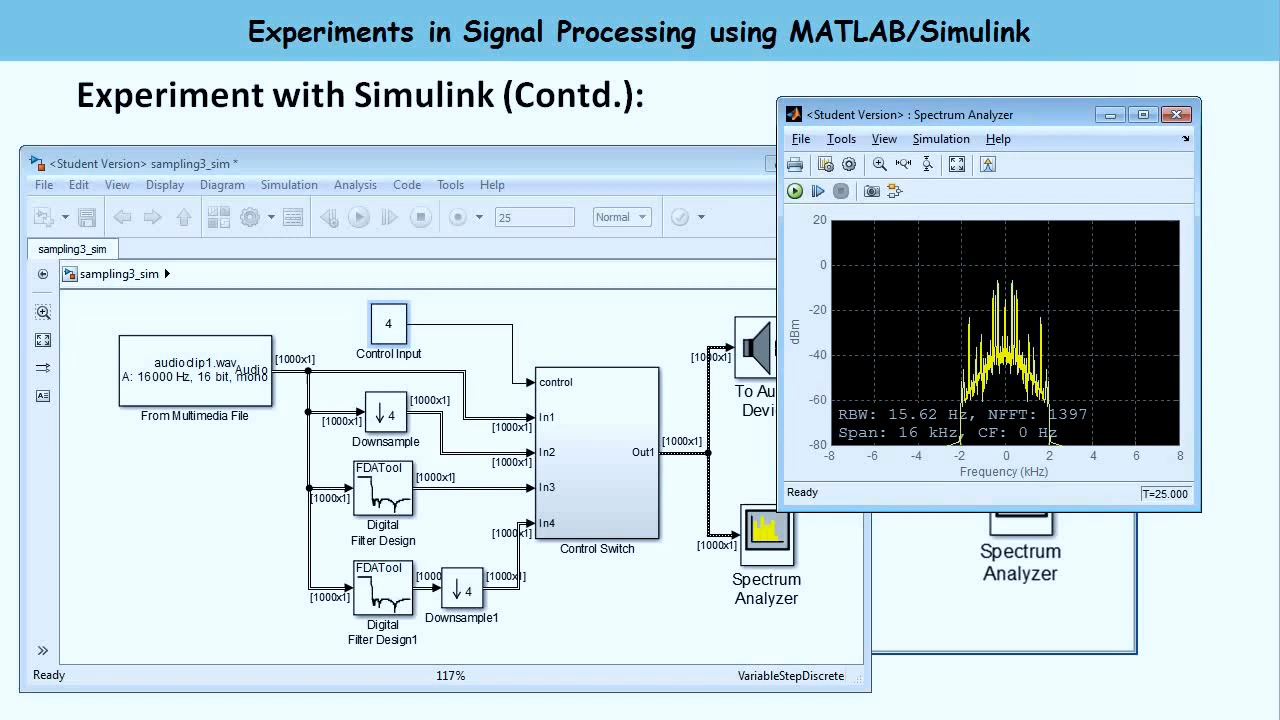 Experiments in Signal Processing using MATLAB/Simulink
Experiment with Simulink (Contd.):
<Student Version> sampling3_sim *
File Edit View Display Diagram Simulation Analysis Code Tools Help
25 Normal
sampling3_sim
sampling3_sim
audioclip1.wav
A: 16000 Hz, 16 bit, mono
Audio
From Multimedia File
[1000x1]
4
Control Input
[1000x1]
4
[1000x1]
Downsample
FDATool
[1000x1]
[1000x1]
Digital
Filter Design
FDATool
[1000x1]
Digital
Filter Design1
4
[1000x1]
Downsample1
control
In1
[1000x1]
In2
[1000x1]
In3
In4
[1000x1]
Out1
Control Switch
[1000x1]
[1000x1]
To Au
Devi
[1000x1]
Spectrum
Analyzer
Ready 117% VariableStepDiscrete
<Student Version> : Spectrum Analyzer
File Tools View Simulation Help
20
0
-20
-40
-60
-80
dBm
RBW: 15.62 Hz, NFFT: 1397
Span: 16 kHz, CF: 0 Hz
-8 -6 -4 -2 0 2 4 6 8
Frequency (kHz)
Ready T=25.000
Spectrum
Analyzer